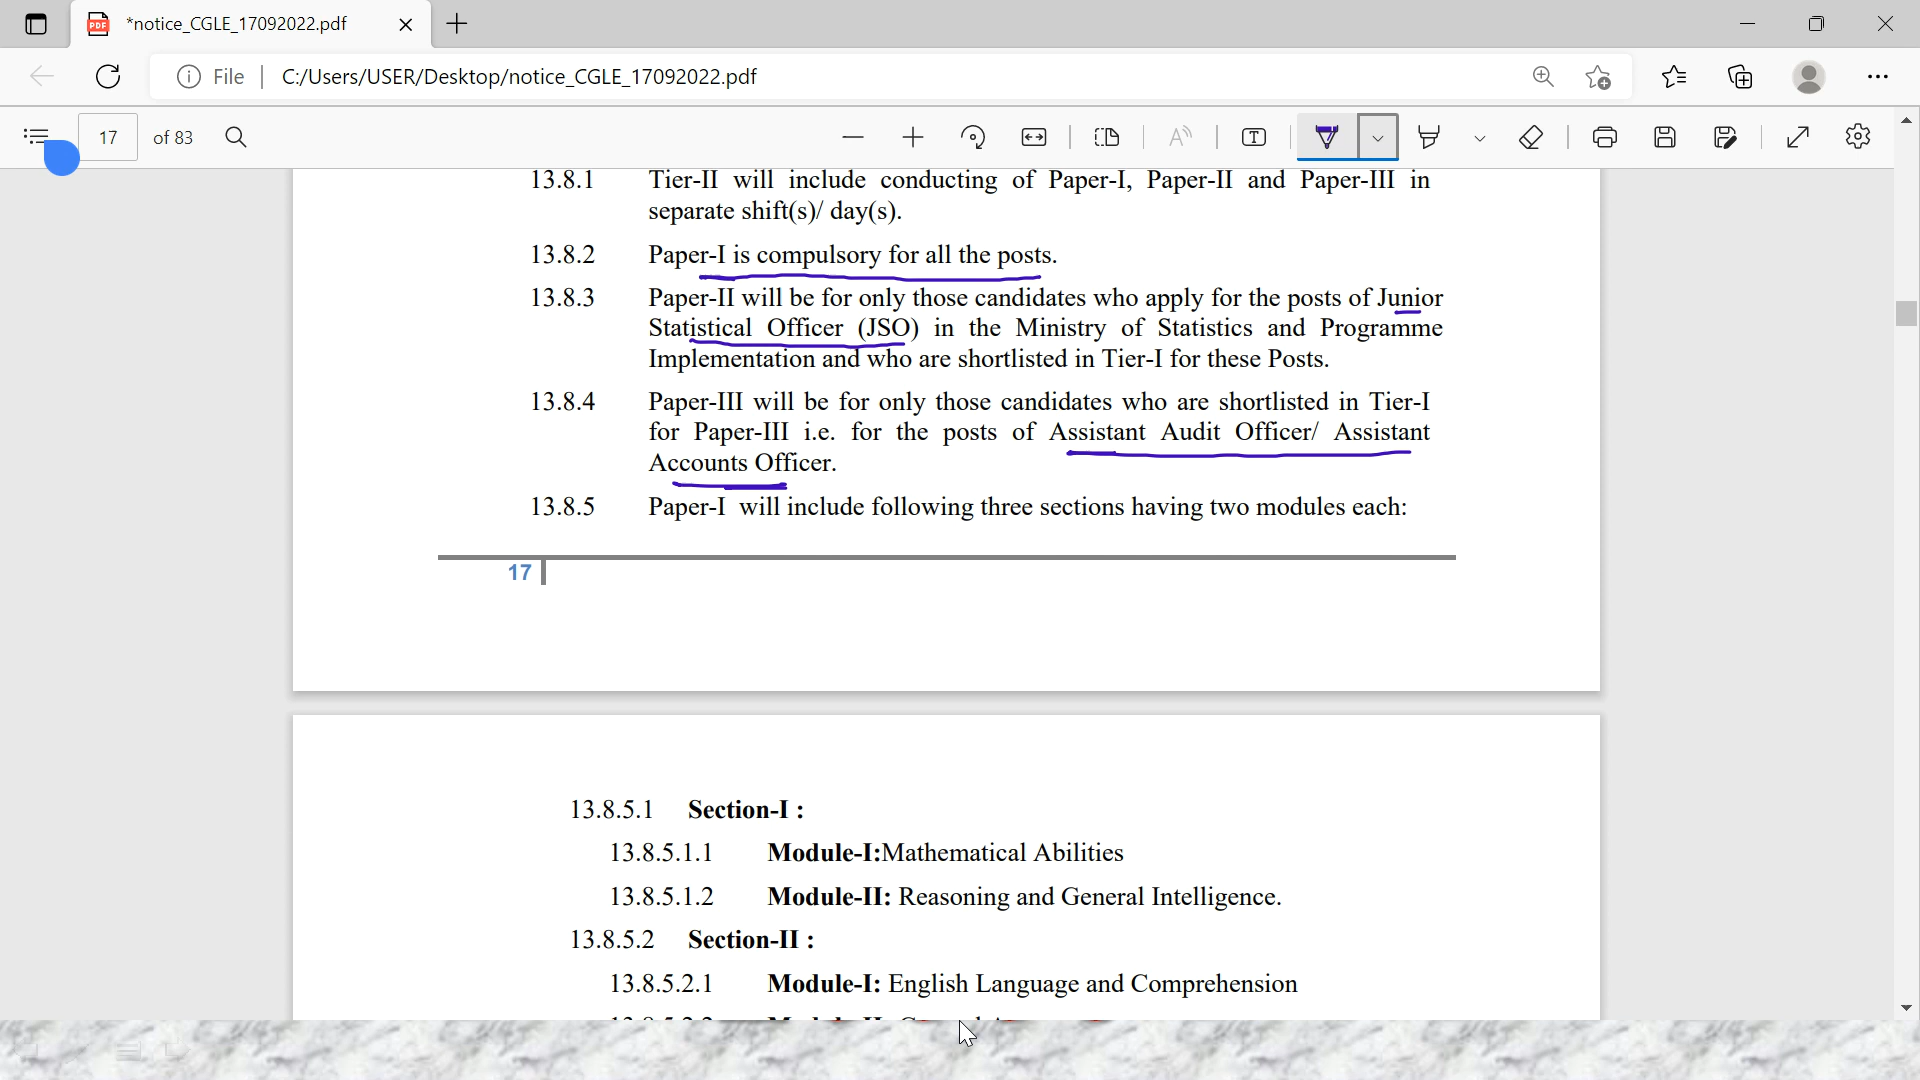 *notice_CGLE_17092022.pdf
File
C:/Users/USER/Desktop/notice_CGLE_17092022.pdf
17 of 83
13.8.1 Tier-II will include conducting of Paper-I, Paper-II and Paper-III in
separate shift(s)/ day(s).
13.8.2 Paper-I is compulsory for all the posts.
13.8.3 Paper-II will be for only those candidates who apply for the posts of Junior
Statistical Officer (JSO) in the Ministry of Statistics and Programme
Implementation and who are shortlisted in Tier-I for these Posts.
13.8.4 Paper-III will be for only those candidates who are shortlisted in Tier-I
for Paper-III i.e. for the posts of Assistant Audit Officer/ Assistant
Accounts Officer.
13.8.5 Paper-I will include following three sections having two modules each:
17
13.8.5.1 Section-I :
13.8.5.1.1 Module-I:Mathematical Abilities
13.8.5.1.2 Module-II: Reasoning and General Intelligence.
13.8.5.2 Section-II :
13.8.5.2.1 Module-I: English Language and Comprehension